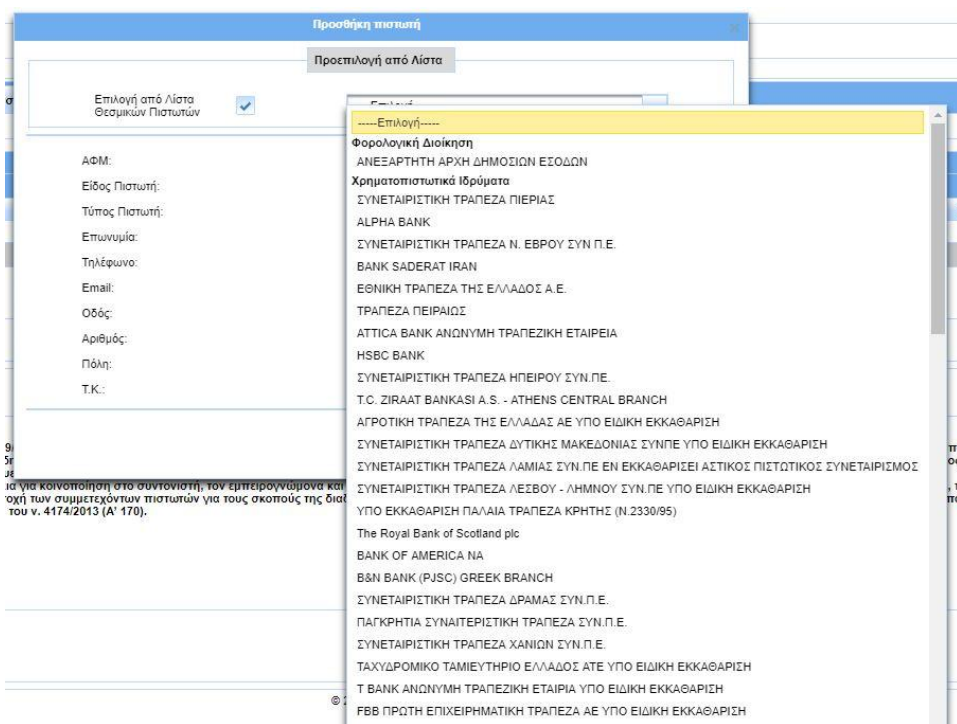 Προσθήκη πιστωτή
Προεπιλογή από Λίστα
Επιλογή από Λίστα
Θεσμικών Πιστωτών
-----Επιλογή-----
Φορολογική Διοίκηση
ΑΝΕΞΑΡΤΗΤΗ ΑΡΧΗ ΔΗΜΟΣΙΩΝ ΕΣΟΔΩΝ
Χρηματοπιστωτικά Ιδρύματα
ΣΥΝΕΤΑΙΡΙΣΤΙΚΗ ΤΡΑΠΕΖΑ ΠΙΕΡΙΑΣ
ALPHA BANK
ΣΥΝΕΤΑΙΡΙΣΤΙΚΗ ΤΡΑΠΕΖΑ Ν. ΕΒΡΟΥ ΣΥΝ Π.Ε.
BANK SADERAT IRAN
ΕΘΝΙΚΗ ΤΡΑΠΕΖΑ ΤΗΣ ΕΛΛΑΔΟΣ Α.Ε.
ΤΡΑΠΕΖΑ ΠΕΙΡΑΙΩΣ
ATTICA BANK ΑΝΩΝΥΜΗ ΤΡΑΠΕΖΙΚΗ ΕΤΑΙΡΕΙΑ
HSBC BANK
ΣΥΝΕΤΑΙΡΙΣΤΙΚΗ ΤΡΑΠΕΖΑ ΗΠΕΙΡΟΥ ΣΥΝ.ΠΕ.
T.C. ZIRAAT BANKASI A.S. - ATHENS CENTRAL BRANCH
ΑΓΡΟΤΙΚΗ ΤΡΑΠΕΖΑ ΤΗΣ ΕΛΛΑΔΑΣ ΑΕ ΥΠΟ ΕΙΔΙΚΗ ΕΚΚΑΘΑΡΙΣΗ
ΣΥΝΕΤΑΙΡΙΣΤΙΚΗ ΤΡΑΠΕΖΑ ΔΥΤΙΚΗΣ ΜΑΚΕΔΟΝΙΑΣ ΣΥΝΠΕ ΥΠΟ ΕΙΔΙΚΗ ΕΚΚΑΘΑΡΙΣΗ
ΣΥΝΕΤΑΙΡΙΣΤΙΚΗ ΤΡΑΠΕΖΑ ΛΑΜΙΑΣ ΣΥΝ.ΠΕ ΕΝ ΕΚΚΑΘΑΡΙΣΕΙ ΑΣΤΙΚΟΣ ΠΙΣΤΩΤΙΚΟΣ ΣΥΝΕΤΑΙΡΙΣΜΟΣ
ΣΥΝΕΤΑΙΡΙΣΤΙΚΗ ΤΡΑΠΕΖΑ ΛΕΣΒΟΥ - ΛΗΜΝΟΥ ΣΥΝ.ΠΕ ΥΠΟ ΕΙΔΙΚΗ ΕΚΚΑΘΑΡΙΣΗ
ΥΠΟ ΕΚΚΑΘΑΡΙΣΗ ΠΑΛΑΙΑ ΤΡΑΠΕΖΑ ΚΡΗΤΗΣ (Ν.2330/95)
The Royal Bank of Scotland plc
BANK OF AMERICA NA
B&N BANK (PJSC) GREEK BRANCH
ΣΥΝΕΤΑΙΡΙΣΤΙΚΗ ΤΡΑΠΕΖΑ ΔΡΑΜΑΣ ΣΥΝ.Π.Ε.
ΠΑΓΚΡΗΤΙΑ ΣΥΝΑΙΤΕΡΙΣΤΙΚΗ ΤΡΑΠΕΖΑ ΣΥΝ.Π.Ε.
ΣΥΝΕΤΑΙΡΙΣΤΙΚΗ ΤΡΑΠΕΖΑ ΧΑΝΙΩΝ ΣΥΝ.Π.Ε.
ΤΑΧΥΔΡΟΜΙΚΟ ΤΑΜΙΕΥΤΗΡΙΟ ΕΛΛΑΔΟΣ ΑΤΕ ΥΠΟ ΕΙΔΙΚΗ ΕΚΚΑΘΑΡΙΣΗ
T BANK ΑΝΩΝΥΜΗ ΤΡΑΠΕΖΙΚΗ ΕΤΑΙΡΙΑ ΥΠΟ ΕΙΔΙΚΗ ΕΚΚΑΘΑΡΙΣΗ
FBB ΠΡΩΤΗ ΕΠΙΧΕΙΡΗΜΑΤΙΚΗ ΤΡΑΠΕΖΑ ΑΕ ΥΠΟ ΕΙΔΙΚΗ ΕΚΚΑΘΑΡΙΣΗ
ΑΦΜ:
Είδος Πιστωτή:
Τύπος Πιστωτή:
Επωνυμία:
Τηλέφωνο:
Email:
Οδός:
Αριθμός:
Πόλη:
Τ.Κ.:
για κοινοποίηση στο συντονιστή, τον εμπειρογνώμονα και
των συμμετεχόντων πιστωτών για τους σκοπούς της
του ν. 4174/2013 (Α' 170).
©